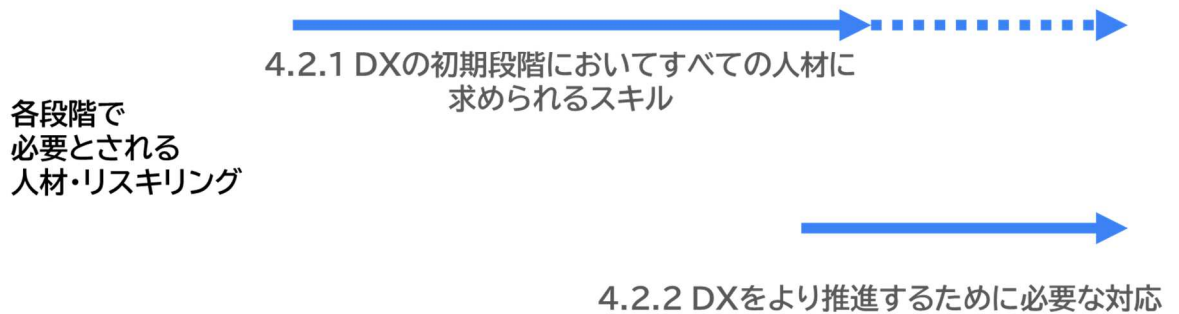 4.2.1 DXの初期段階においてすべての人材に
求められるスキル
各段階で
必要とされる
人材・リスキリング
4.2.2 DXをより推進するために必要な対応